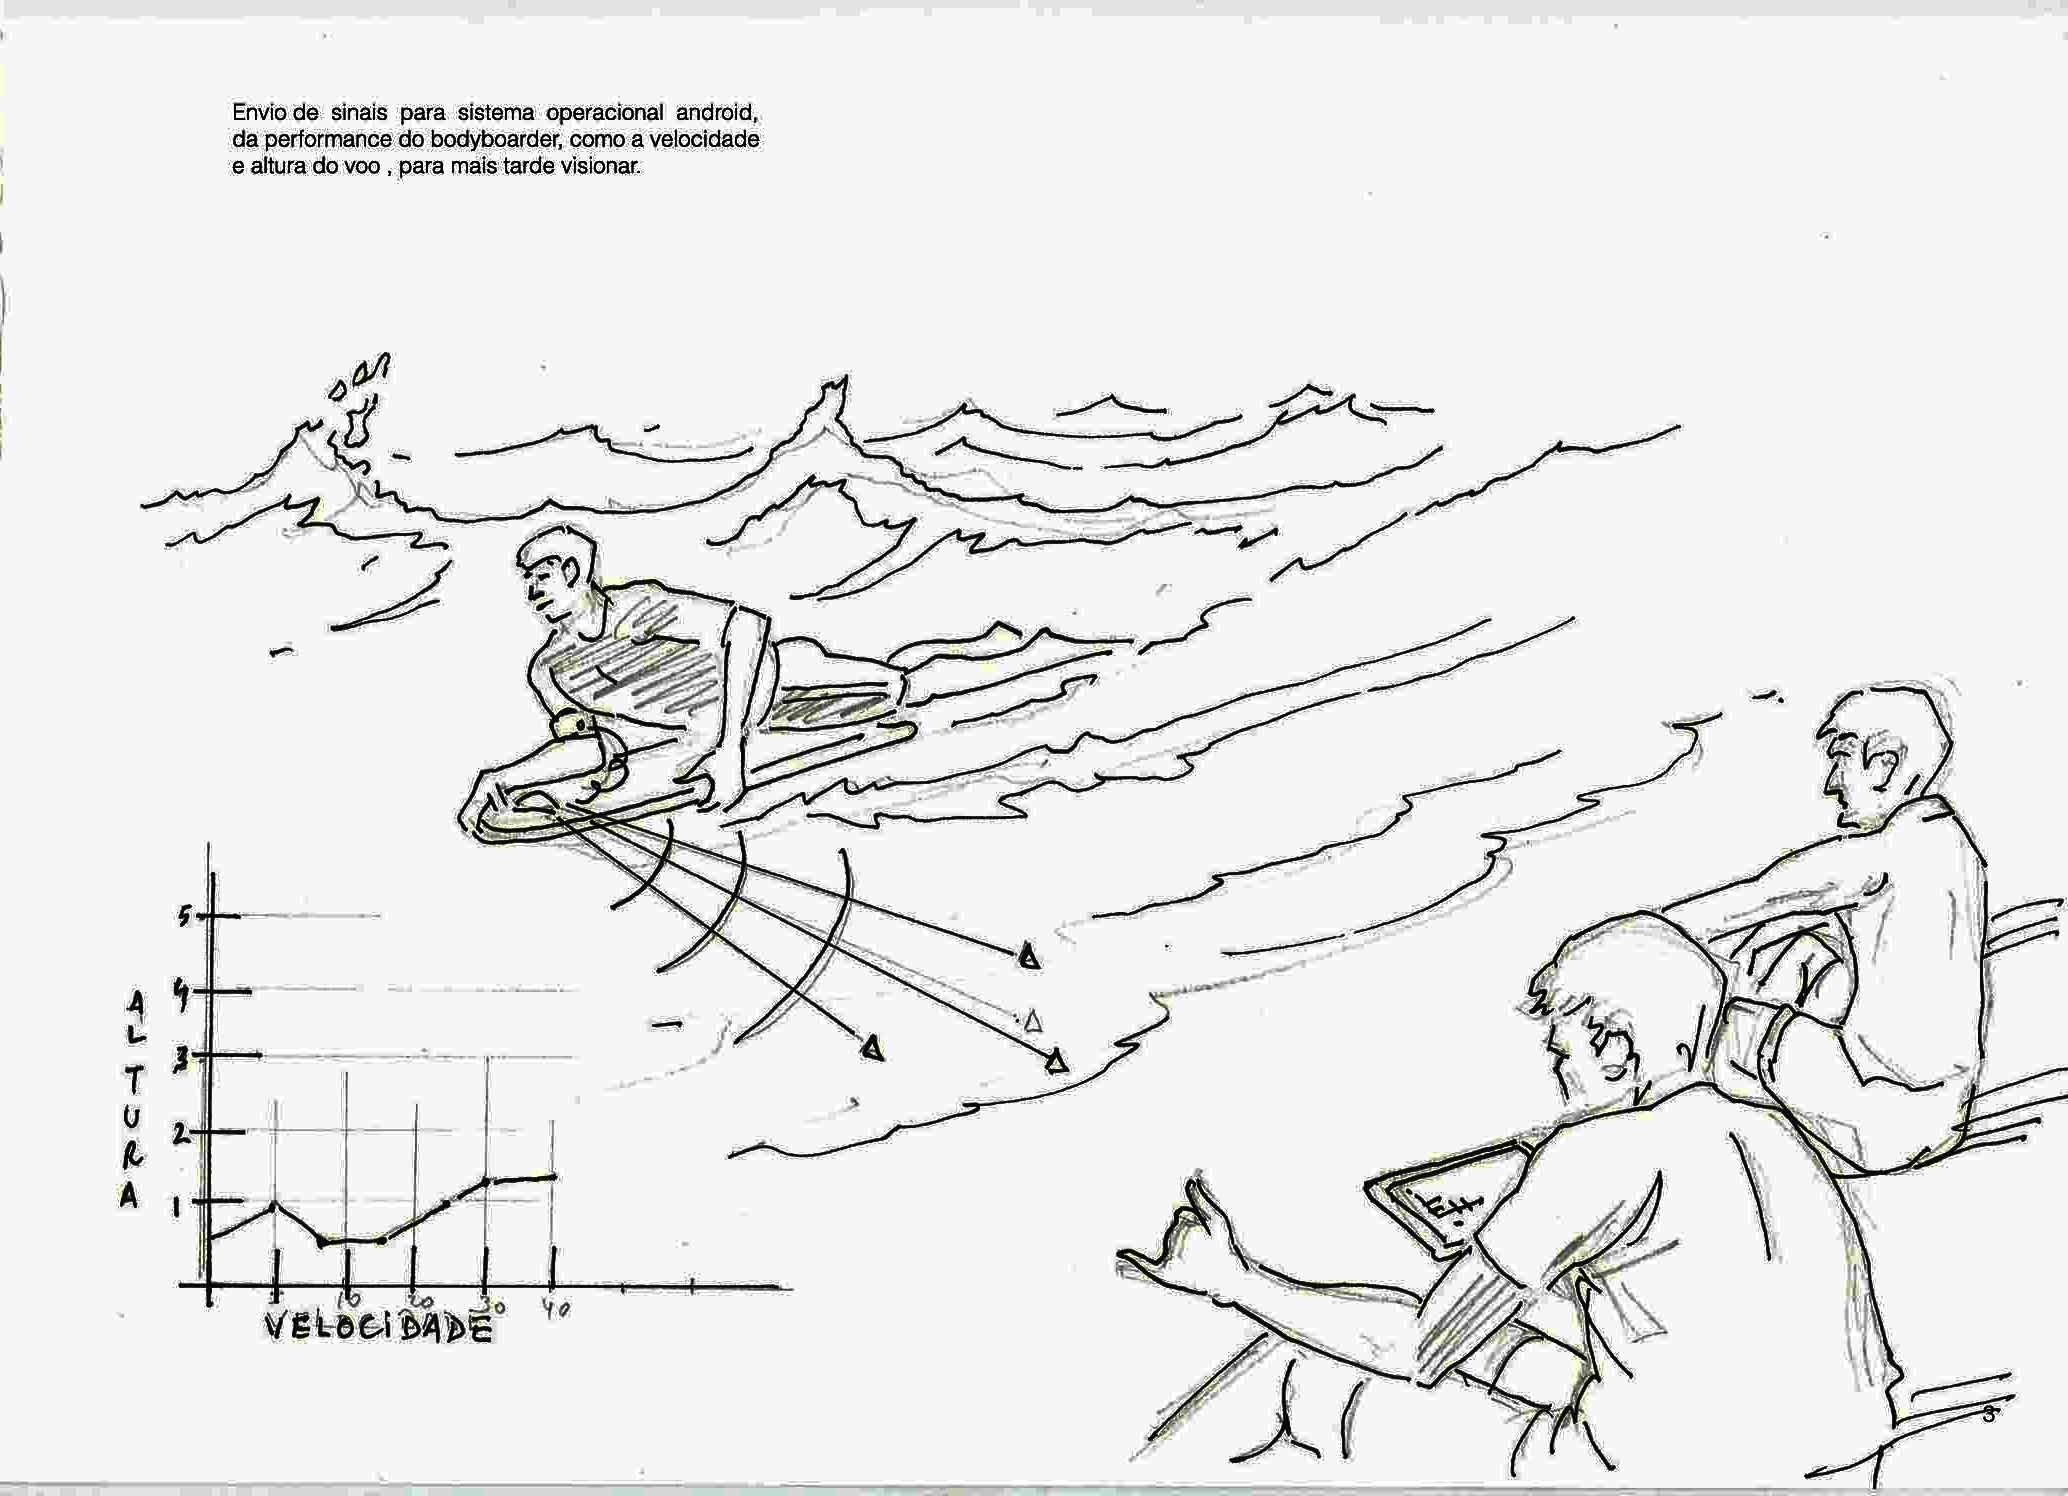 Envio de sinais para sistema operacional android,
da performance do bodyboarder, como a velocidade
e altura do voo , para mais tarde visionar.
ALTURA
5
4
3
2
1
10 20 30 40
VELOCIDADE
3